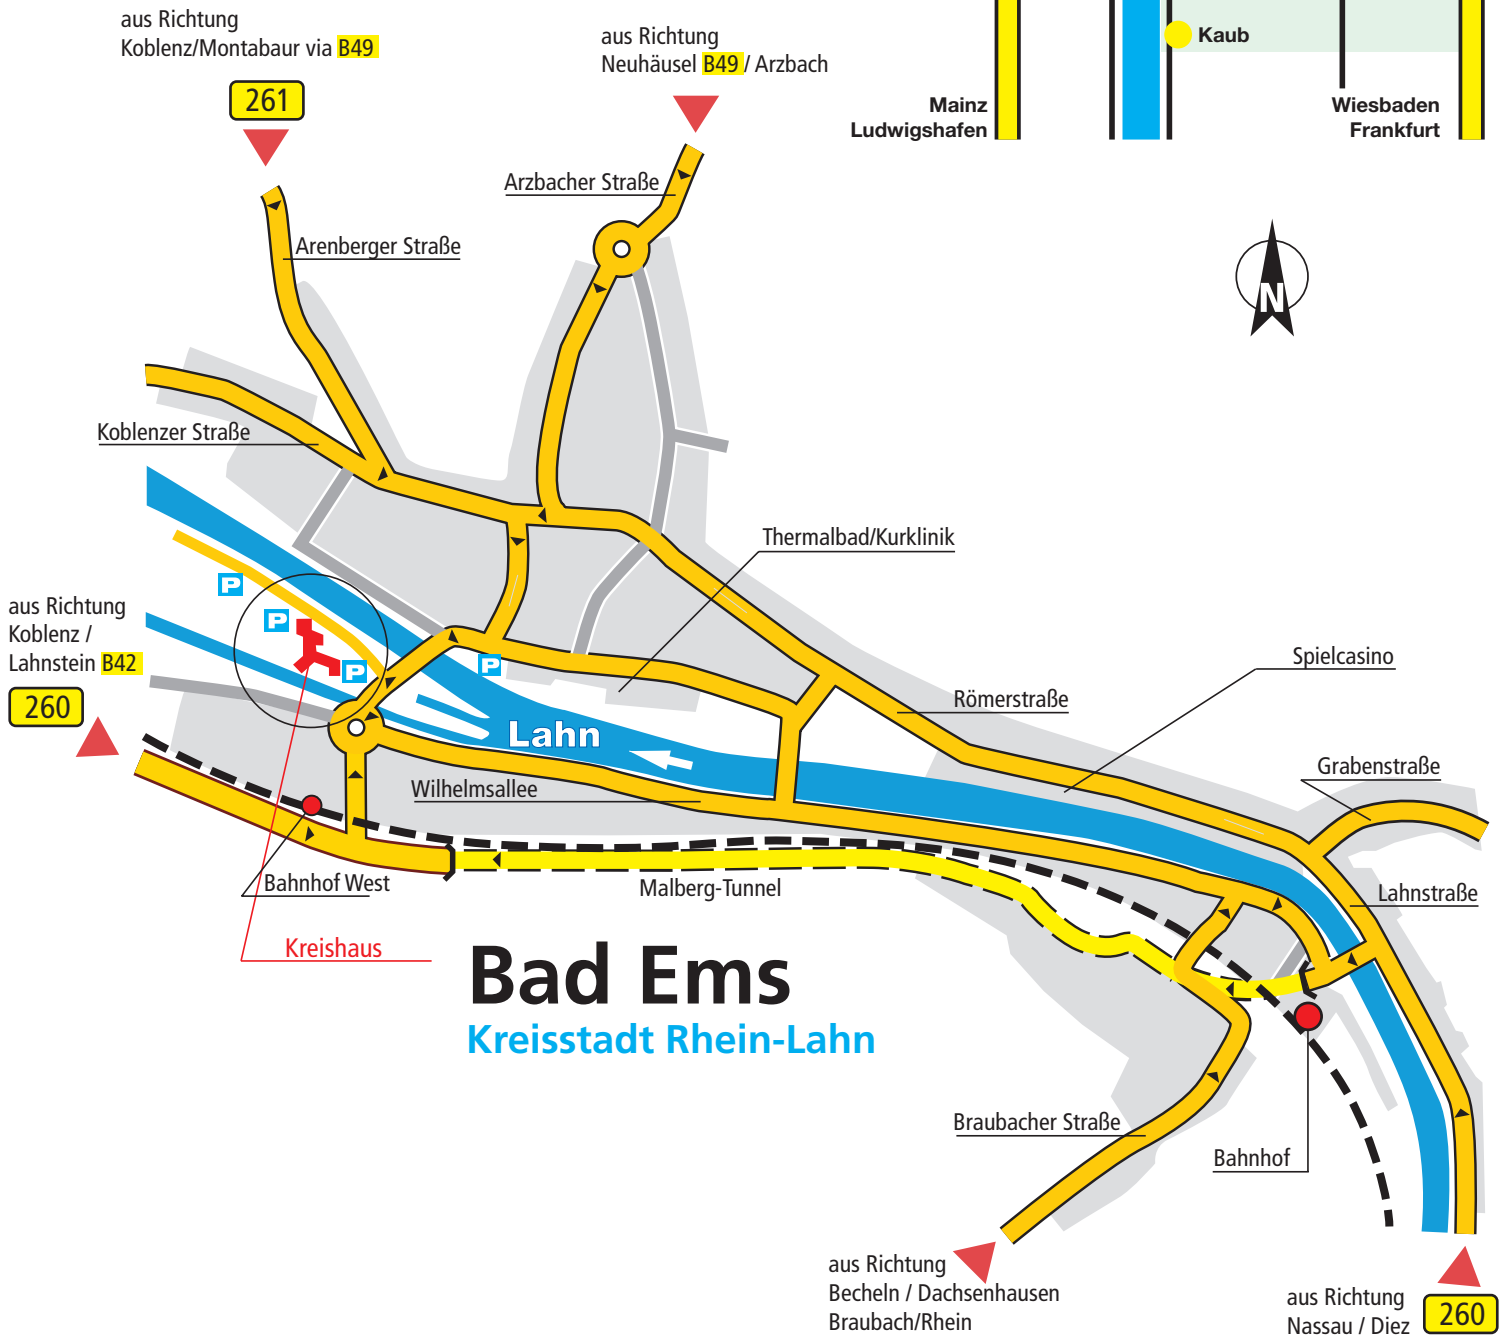 aus Richtung
Koblenz/Montabaur via B49
261
aus Richtung
Neuhäusel B49 / Arzbach
Kaub
Mainz
Ludwigshafen
Wiesbaden
Frankfurt
Arzbacher Straße
Arenberger Straße
N
Koblenzer Straße
Thermalbad/Kurklinik
P
P
P
P
aus Richtung
Koblenz /
Lahnstein B42
260
Spielcasino
Römerstraße
Lahn
Grabenstraße
Wilhelmsallee
Bahnhof West
Malberg-Tunnel
Lahnstraße
Kreishaus
Bad Ems
Kreisstadt Rhein-Lahn
Braubacher Straße
Bahnhof
aus Richtung
Becheln / Dachsenhausen
Braubach/Rhein
aus Richtung
Nassau / Diez
260